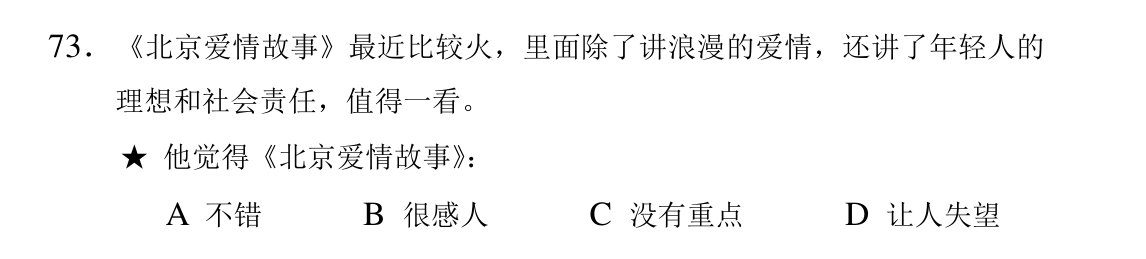 73． 《北京爱情故事》最近比较火，里面除了讲浪漫的爱情，还讲了年轻人的
理想和社会责任，值得一看。
★ 他觉得《北京爱情故事》：
A 不错 B 很感人 C 没有重点 D 让人失望